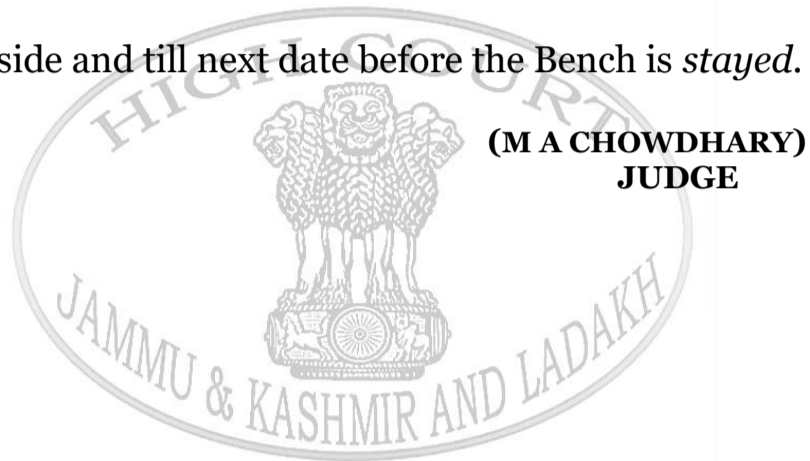 side and till next date before the Bench is stayed.
HIGH COURT
(M A CHOWDHARY)
JUDGE
JAMMU & KASHMIR AND LADAKH